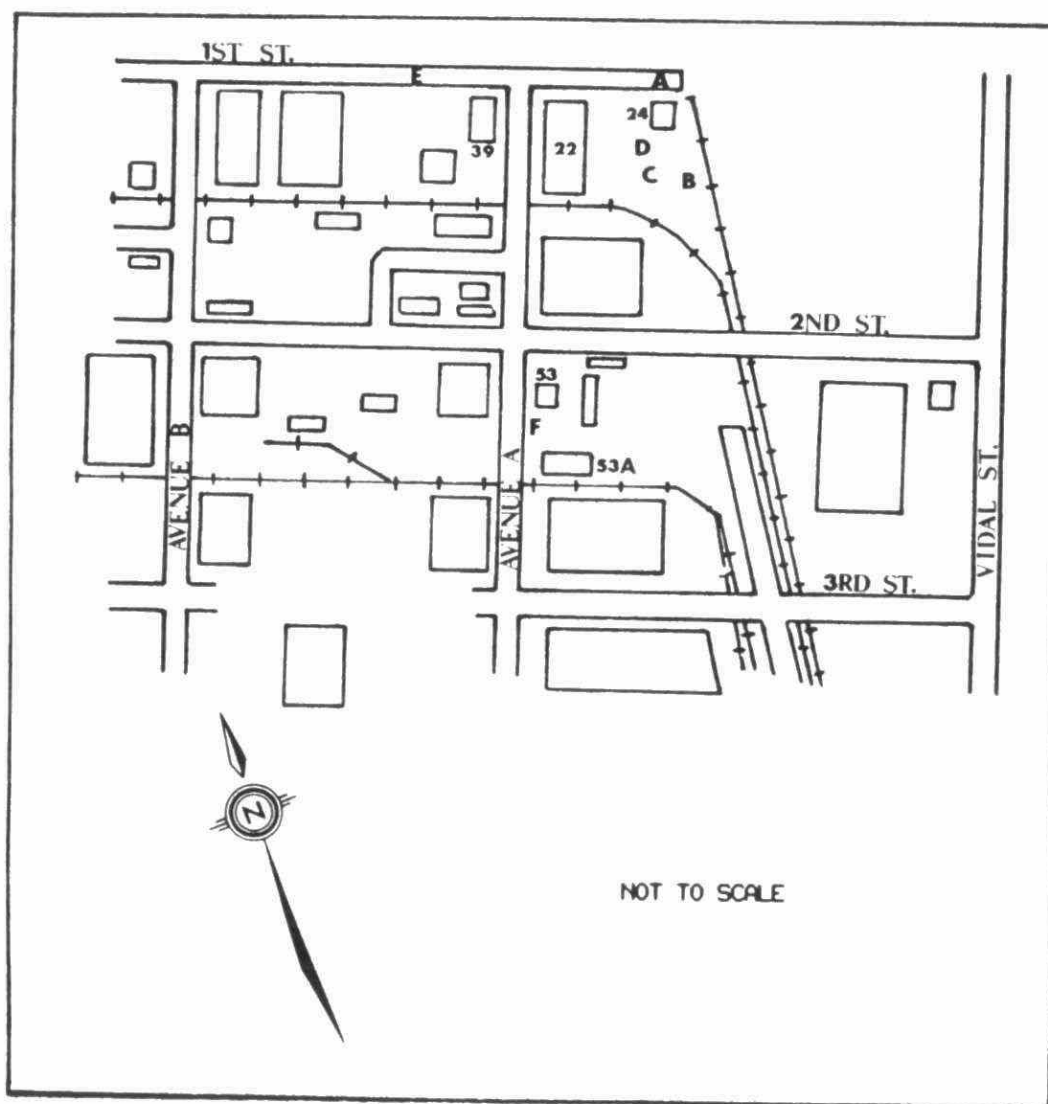 1ST ST.
E
A
24
D
39
22
C
B
2ND ST.
53
F
AVENUE B
AVENUE A
53A
VIDAL ST.
3RD ST.
N
NOT TO SCALE